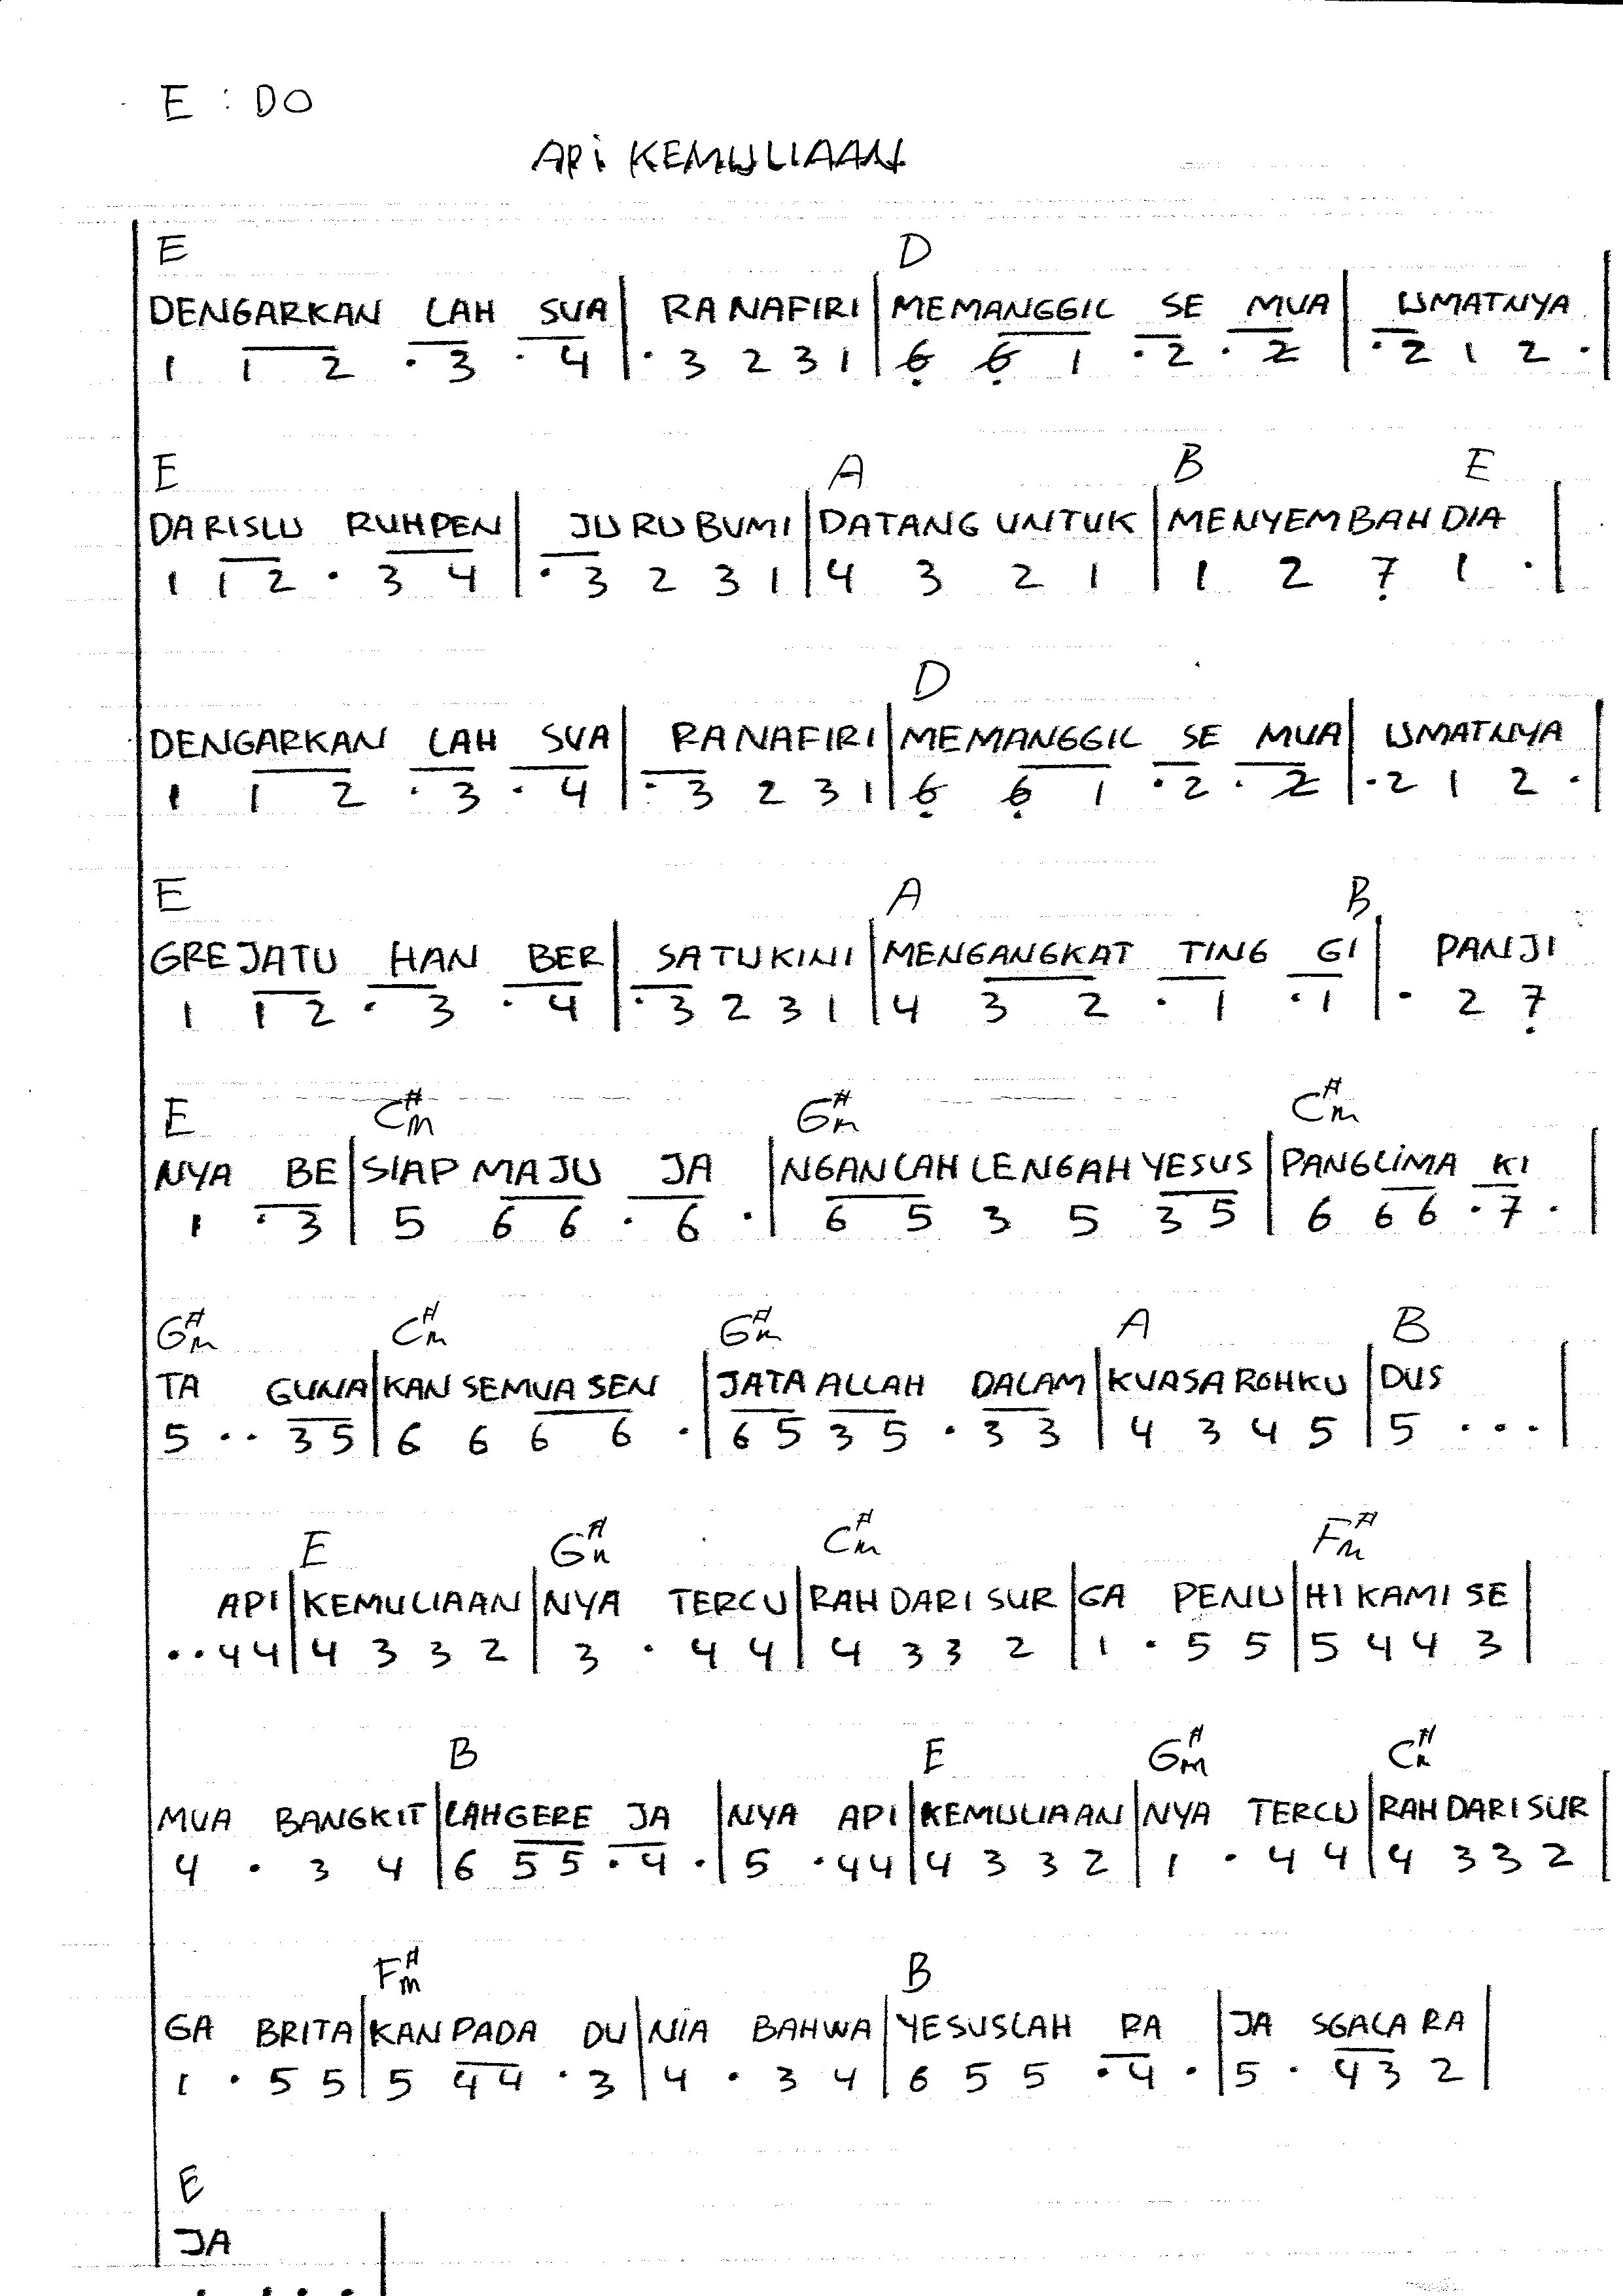 E : DO
API KEMULIAAN
E D
DENGARKAN LAH SUA | RA NAFIRI | MEMANGGIL SE MUA | UMATNYA |
1 1 2 . 3 . 4 | . 3 2 3 1 | 6̣ 6̣ 1 . 2 . 2 | . 2 1 2 . |
E A B E
DARISLU RUHPEN | JURU BUMI | DATANG UNTUK | MENYEMBAH DIA
1 1 2 . 3 4 | . 3 2 3 1 | 4 3 2 1 | 1 2 7̣ 1 . |
D
DENGARKAN LAH SUA | RA NAFIRI | MEMANGGIL SE MUA | UMATNYA |
1 1 2 . 3 . 4 | . 3 2 3 1 | 6̣ 6̣ 1 . 2 . 2 | . 2 1 2 . |
E A B
GREJATU HAN BER | SATUKINI | MENGANGKAT TING GI | PANJI
1 1 2 . 3 . 4 | . 3 2 3 1 | 4 3 2 . 1 . 1 | . 2 7̣
E C#m G#m C#m
NYA BE | SIAP MAJU JA | NGANLAH LENGAH YESUS | PANGLIMA KI |
1 . 3 | 5 6 6 . 6 . | 6 5 3 5 3 5 | 6 6 6 . 7 . |
G#m C#m G#m A B
TA GUNA | KAN SEMUA SEN | JATA ALLAH DALAM | KUASA ROHKU | DUS |
5 . . 3 5 | 6 6 6 6 . | 6 5 3 5 . 3 3 | 4 3 4 5 | 5 . . . |
E G#m C#m F#m
API | KEMULIAAN | NYA TERCU | RAH DARI SUR | GA PENU | HI KAMI SE |
. . 4 4 | 4 3 3 2 | 3 . 4 4 | 4 3 3 2 | 1 . 5 5 | 5 4 4 3 |
B E G#m C#m
MUA BANGKIT | LAHGERE JA | NYA API | KEMULIAAN | NYA TERCU | RAH DARI SUR |
4 . 3 4 | 6 5 5 . 4 . | 5 . 4 4 | 4 3 3 2 | 1 . 4 4 | 4 3 3 2 |
F#m B
GA BRITA | KAN PADA DU | NIA BAHWA | YESUSLAH RA | JA SGALA RA |
1 . 5 5 | 5 4 4 . 3 | 4 . 3 4 | 6 5 5 . 4 . | 5 . 4 3 2 |
E
JA |